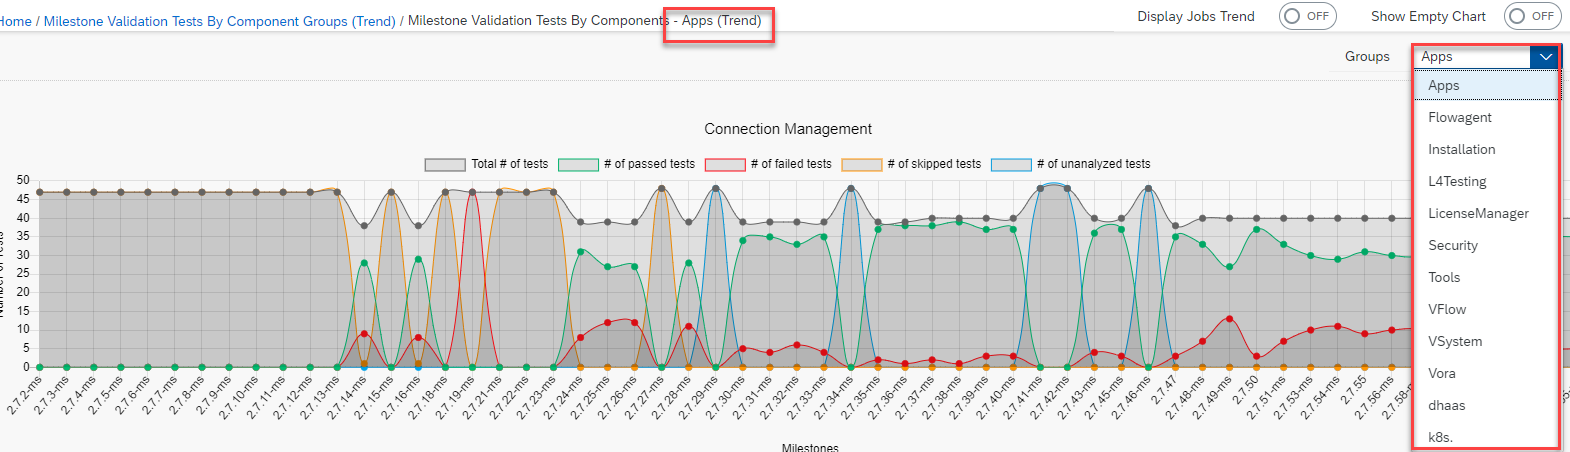 Home / Milestone Validation Tests By Component Groups (Trend) / Milestone Validation Tests By Components - Apps (Trend)
Display Jobs Trend OFF Show Empty Chart OFF
Groups Apps
Apps
Flowagent
Installation
L4Testing
LicenseManager
Security
Tools
VFlow
VSystem
Vora
dhaas
k8s.
Connection Management
Total # of tests # of passed tests # of failed tests # of skipped tests # of unanalyzed tests
50
45
40
35
30
25
20
15
10
5
0
2.7.2-ms 2.7.3-ms 2.7.4-ms 2.7.5-ms 2.7.6-ms 2.7.7-ms 2.7.8-ms 2.7.9-ms 2.7.10-ms 2.7.11-ms 2.7.12-ms 2.7.13-ms 2.7.14-ms 2.7.15-ms 2.7.16-ms 2.7.18-ms 2.7.19-ms 2.7.21-ms 2.7.22-ms 2.7.23-ms 2.7.24-ms 2.7.25-ms 2.7.26-ms 2.7.27-ms 2.7.28-ms 2.7.29-ms 2.7.30-ms 2.7.31-ms 2.7.32-ms 2.7.33-ms 2.7.34-ms 2.7.35-ms 2.7.36-ms 2.7.37-ms 2.7.38-ms 2.7.39-ms 2.7.40-ms 2.7.41-ms 2.7.42-ms 2.7.43-ms 2.7.45-ms 2.7.46-ms 2.7.47 2.7.48-ms 2.7.49-ms 2.7.50 2.7.51-ms 2.7.53-ms 2.7.54-ms 2.7.55 2.7.56-ms 2.7.58-
Milestones